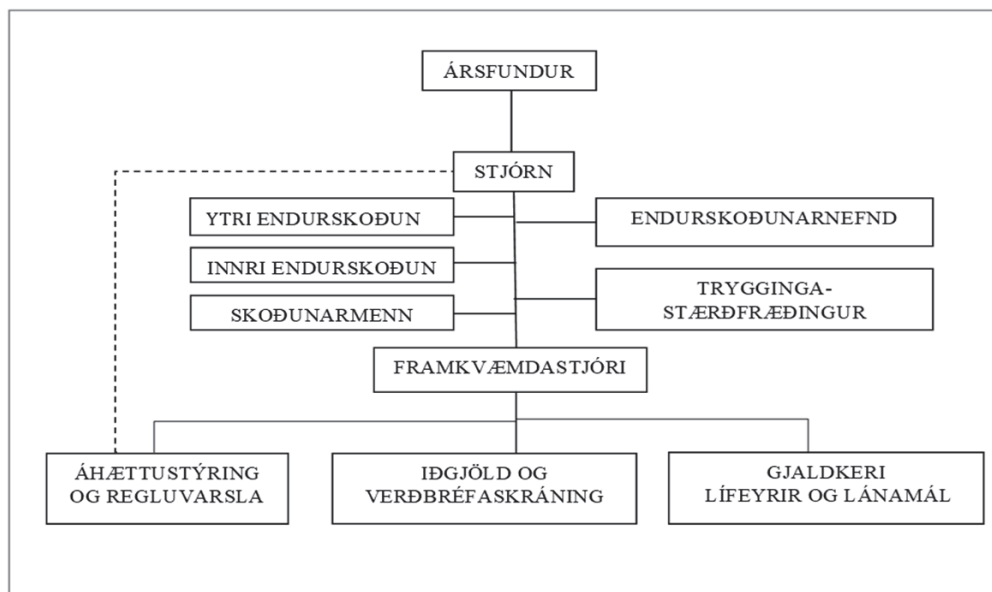 ÁRSFUNDUR
STJÓRN
YTRI ENDURSKOÐUN
ENDURSKOÐUNARNEFND
INNRI ENDURSKOÐUN
TRYGGINGA-
STÆRÐFRÆÐINGUR
SKOÐUNARMENN
FRAMKVÆMDASTJÓRI
ÁHÆTTUSTÝRING
OG REGLUVARSLA
IÐGJÖLD OG
VERÐBRÉFASKRÁNING
GJALDKERI
LÍFEYRIR OG LÁNAMÁL